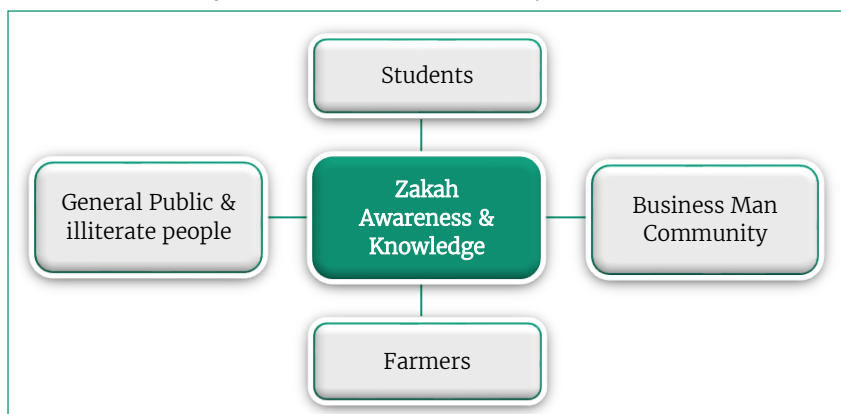 Students
General Public &
illiterate people
Zakah
Awareness &
Knowledge
Business Man
Community
Farmers